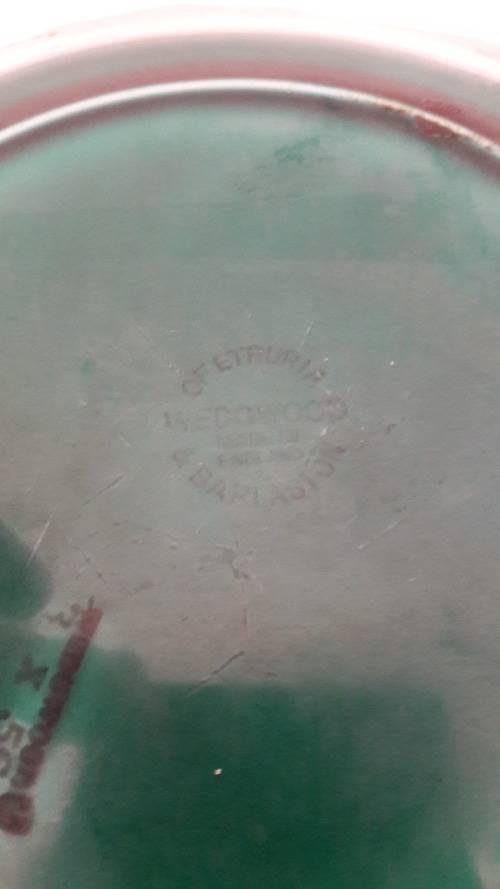 OF ETRURIA
WEDGWOOD
MADE IN
ENGLAND
& BARLASTON